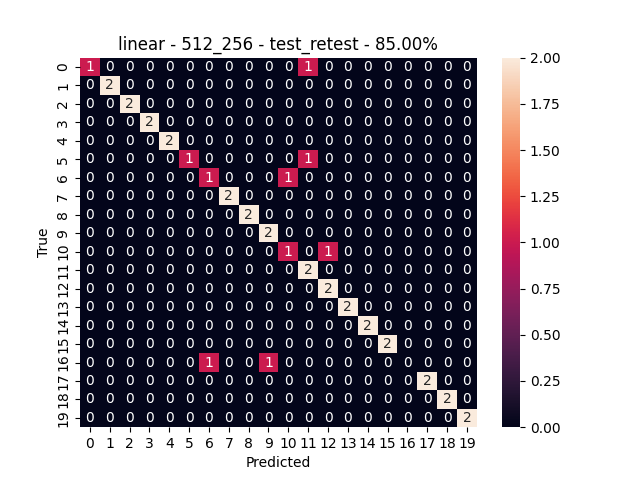 linear - 512_256 - test_retest - 85.00%
0 1 0 0 0 0 0 0 0 0 0 0 1 0 0 0 0 0 0 0 0 2.00
1 0 2 0 0 0 0 0 0 0 0 0 0 0 0 0 0 0 0 0 0
2 0 0 2 0 0 0 0 0 0 0 0 0 0 0 0 0 0 0 0 0 1.75
3 0 0 0 2 0 0 0 0 0 0 0 0 0 0 0 0 0 0 0 0
4 0 0 0 0 2 0 0 0 0 0 0 0 0 0 0 0 0 0 0 0 1.50
5 0 0 0 0 0 1 0 0 0 0 0 1 0 0 0 0 0 0 0 0
6 0 0 0 0 0 0 1 0 0 0 1 0 0 0 0 0 0 0 0 0
7 0 0 0 0 0 0 0 2 0 0 0 0 0 0 0 0 0 0 0 0 1.25
8 0 0 0 0 0 0 0 0 2 0 0 0 0 0 0 0 0 0 0 0
9 0 0 0 0 0 0 0 0 0 2 0 0 0 0 0 0 0 0 0 0 1.00
True
10 0 0 0 0 0 0 0 0 0 0 1 0 1 0 0 0 0 0 0 0
11 0 0 0 0 0 0 0 0 0 0 0 2 0 0 0 0 0 0 0 0
12 0 0 0 0 0 0 0 0 0 0 0 0 2 0 0 0 0 0 0 0 0.75
13 0 0 0 0 0 0 0 0 0 0 0 0 0 2 0 0 0 0 0 0
14 0 0 0 0 0 0 0 0 0 0 0 0 0 0 2 0 0 0 0 0 0.50
15 0 0 0 0 0 0 0 0 0 0 0 0 0 0 0 2 0 0 0 0
16 0 0 0 0 0 0 1 0 0 1 0 0 0 0 0 0 0 0 0 0
17 0 0 0 0 0 0 0 0 0 0 0 0 0 0 0 0 0 2 0 0 0.25
18 0 0 0 0 0 0 0 0 0 0 0 0 0 0 0 0 0 0 2 0
19 0 0 0 0 0 0 0 0 0 0 0 0 0 0 0 0 0 0 0 2 0.00
0 1 2 3 4 5 6 7 8 9 10 11 12 13 14 15 16 17 18 19
Predicted